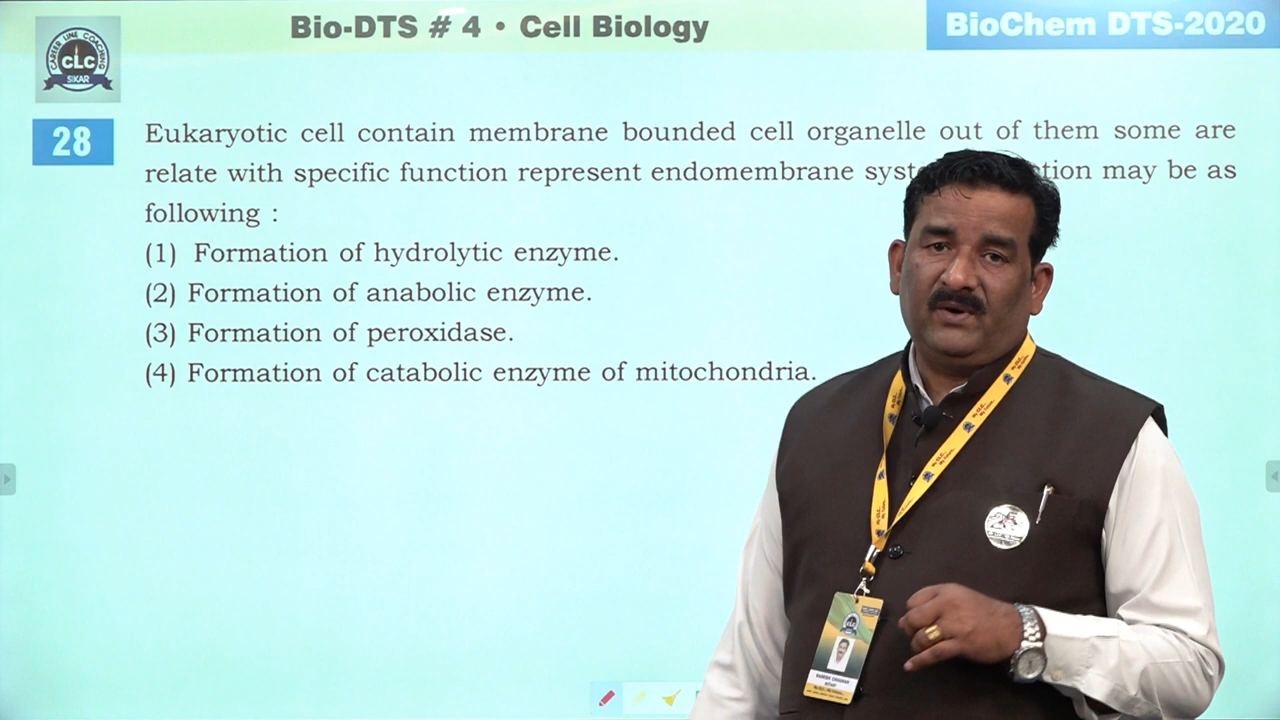 Bio-DTS # 4 • Cell Biology
BioChem DTS-2020
CAREER LINE COACHING
CLC
SIKAR
28
Eukaryotic cell contain membrane bounded cell organelle out of them some are
relate with specific function represent endomembrane may be as
following :
(1) Formation of hydrolytic enzyme.
(2) Formation of anabolic enzyme.
(3) Formation of peroxidase.
(4) Formation of catabolic enzyme of mitochondria.
CLC